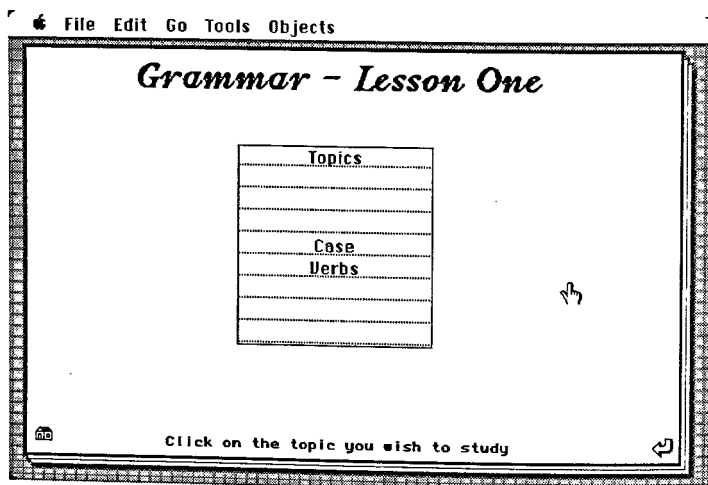 File Edit Go Tools Objects
Grammar - Lesson One
Topics
Case
Verbs
Click on the topic you wish to study